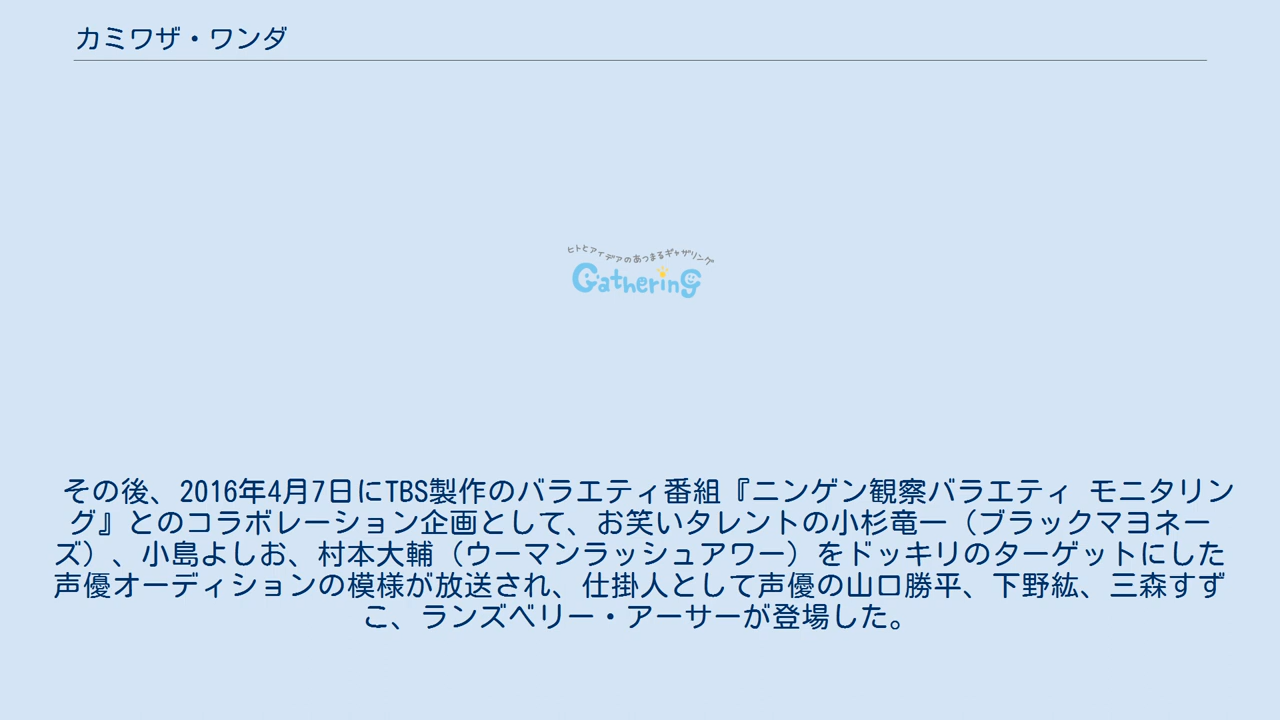 カミワザ・ワンダ
ヒトとアイデアのあつまるギャザリング
Gathering
その後、2016年4月7日にTBS製作のバラエティ番組『ニンゲン観察バラエティ モニタリン
グ』とのコラボレーション企画として、お笑いタレントの小杉竜一（ブラックマヨネー
ズ）、小島よしお、村本大輔（ウーマンラッシュアワー）をドッキリのターゲットにした
声優オーディションの模様が放送され、仕掛人として声優の山口勝平、下野紘、三森すず
こ、ランズベリー・アーサーが登場した。